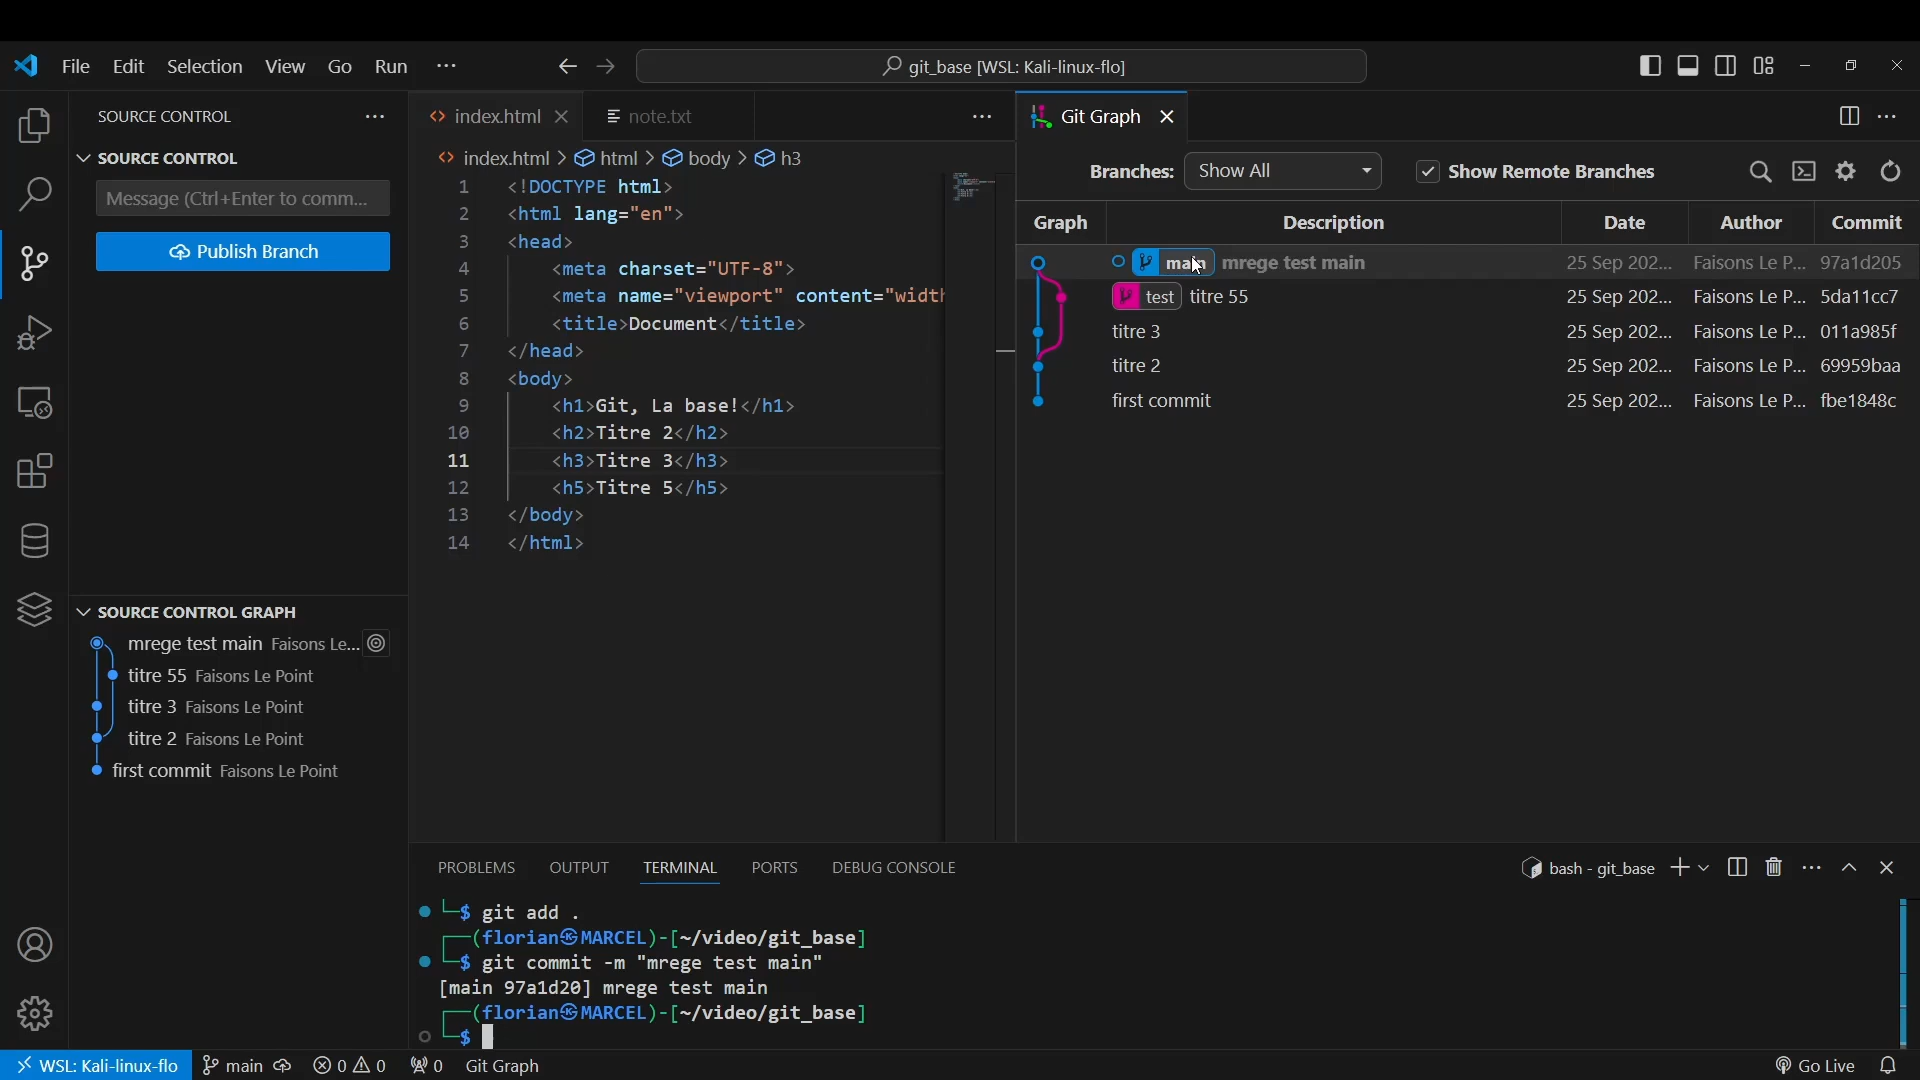 File Edit Selection View Go Run ···
git_base [WSL: Kali-linux-flo]
SOURCE CONTROL ···
SOURCE CONTROL
Message (Ctrl+Enter to comm...
Publish Branch
SOURCE CONTROL GRAPH
mrege test main Faisons Le...
titre 55 Faisons Le Point
titre 3 Faisons Le Point
titre 2 Faisons Le Point
first commit Faisons Le Point
index.html note.txt ···
index.html > html > body > h3
1 <!DOCTYPE html>
2 <html lang="en">
3 <head>
4 <meta charset="UTF-8">
5 <meta name="viewport" content="width
6 <title>Document</title>
7 </head>
8 <body>
9 <h1>Git, La base!</h1>
10 <h2>Titre 2</h2>
11 <h3>Titre 3</h3>
12 <h5>Titre 5</h5>
13 </body>
14 </html>
Git Graph
Branches: Show All Show Remote Branches
Graph Description Date Author Commit
main mrege test main 25 Sep 202... Faisons Le P... 97a1d205
test titre 55 25 Sep 202... Faisons Le P... 5da11cc7
titre 3 25 Sep 202... Faisons Le P... 011a985f
titre 2 25 Sep 202... Faisons Le P... 69959baa
first commit 25 Sep 202... Faisons Le P... fbe1848c
PROBLEMS OUTPUT TERMINAL PORTS DEBUG CONSOLE bash - git_base
└─$ git add .
┌──(florian㉿MARCEL)-[~/video/git_base]
└─$ git commit -m "mrege test main"
[main 97a1d20] mrege test main
┌──(florian㉿MARCEL)-[~/video/git_base]
└─$
WSL: Kali-linux-flo main 0 0 0 Git Graph Go Live